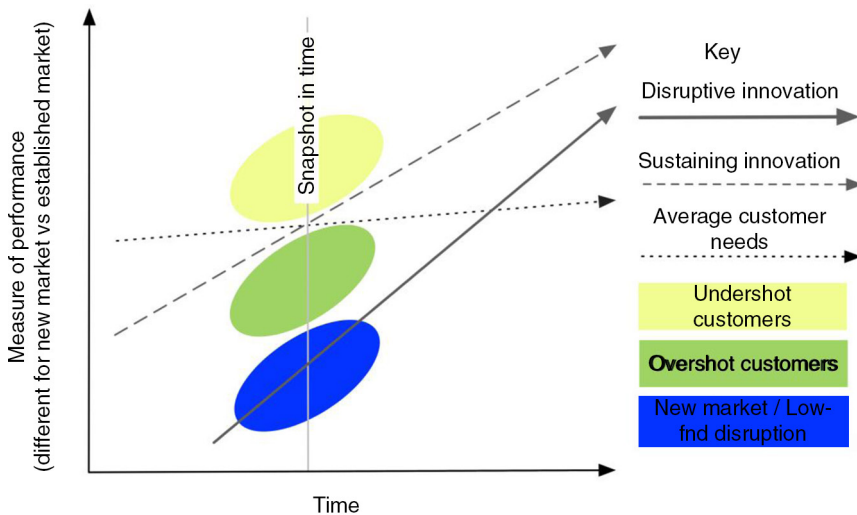 Measure of performance
(different for new market vs established market)
Snapshot in time
Time
Key
Disruptive innovation
Sustaining innovation
Average customer
needs
Undershot
customers
Overshot customers
New market / Low-
fnd disruption